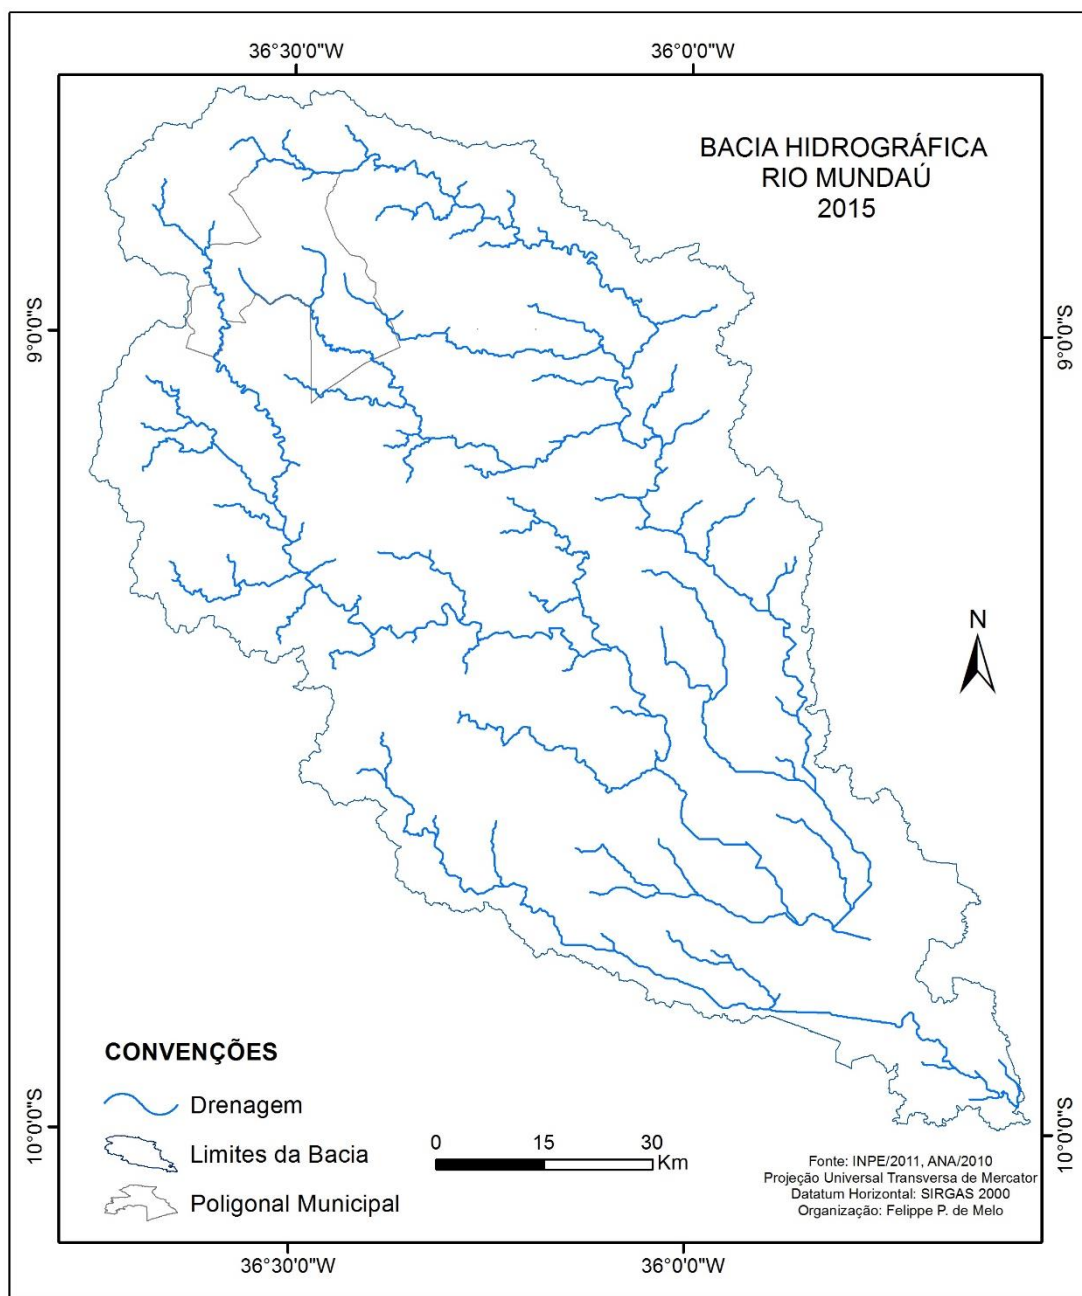 36°30'0"W
36°0'0"W
BACIA HIDROGRÁFICA
RIO MUNDAÚ
2015
9°0'0"S
9°0'0"S
N
CONVENÇÕES
Drenagem
Limites da Bacia
Poligonal Municipal
0 15 30
Km
Fonte: INPE/2011, ANA/2010
Projeção Universal Transversa de Mercator
Datatum Horizontal: SIRGAS 2000
Organização: Felippe P. de Melo
10°0'0"S
10°0'0"S
36°30'0"W
36°0'0"W